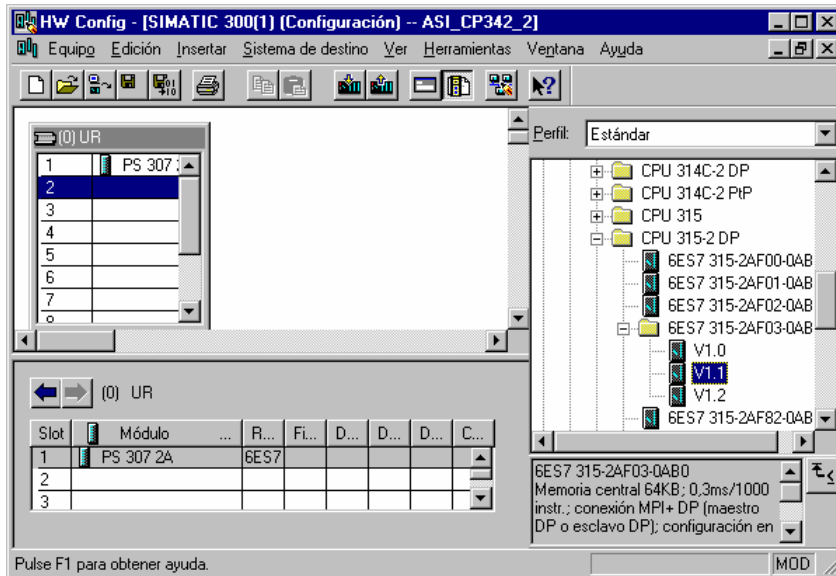 HW Config - [SIMATIC 300(1) (Configuración) -- ASI_CP342_2]
Equipo Edición Insertar Sistema de destino Ver Herramientas Ventana Ayuda
(0) UR
1 PS 307 2
2
3
4
5
6
7
8
Perfil: Estándar
CPU 314C-2 DP
CPU 314C-2 PtP
CPU 315
CPU 315-2 DP
6ES7 315-2AF00-0AB
6ES7 315-2AF01-0AB
6ES7 315-2AF02-0AB
6ES7 315-2AF03-0AB
V1.0
V1.1
V1.2
6ES7 315-2AF82-0AB
(0) UR
Slot Módulo ... R... Fi... D... D... D... C...
1 PS 307 2A 6ES7
2
3
6ES7 315-2AF03-0AB0
Memoria central 64KB; 0,3ms/1000
instr.; conexión MPI+ DP (maestro
DP o esclavo DP); configuración en
Pulse F1 para obtener ayuda.
MOD